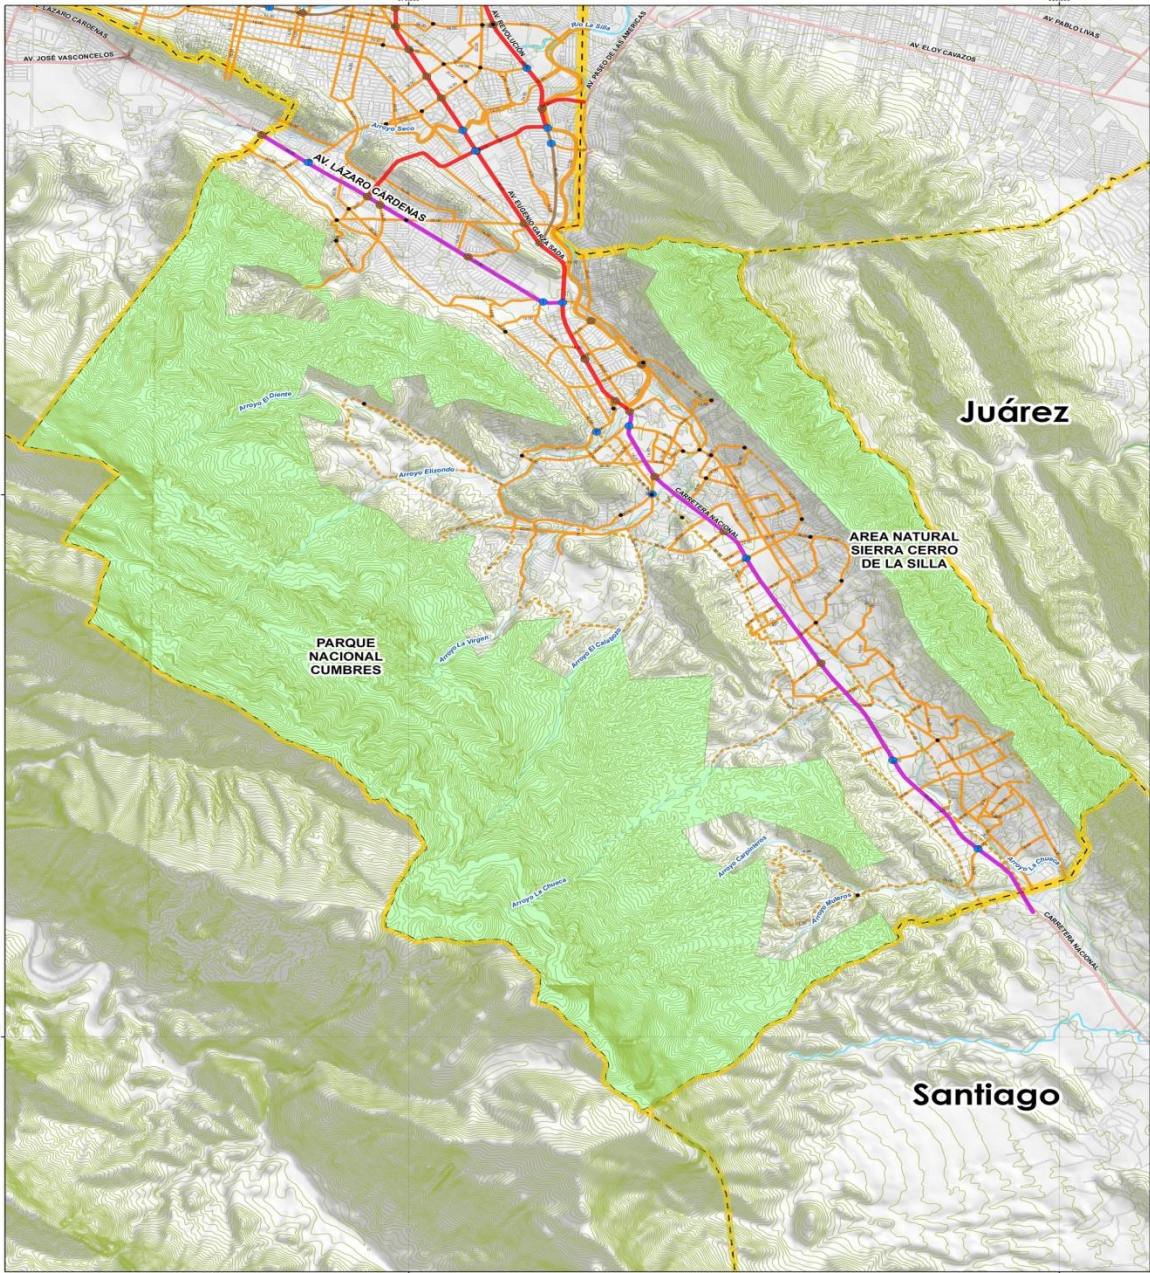 LÁZARO CÁRDENAS
AV. JOSÉ VASCONCELOS
AV. REVOLUCIÓN
Río La Silla
AV. PASEO DE LAS AMERICAS
AV. PABLO LIVAS
AV. ELOY CAVAZOS
Arroyo Seco
AV. LÁZARO CÁRDENAS
AV. EUGENIO GARZA SADA
Arroyo El Diente
Juárez
Arroyo Elizondo
CARRETERA NACIONAL
AREA NATURAL
SIERRA CERRO
DE LA SILLA
PARQUE
NACIONAL
CUMBRES
Arroyo La Virgen
Arroyo El Calabozo
Arroyo Carpinteros
Arroyo La Chueca
Arroyo La Chueca
Arroyo Muleros
CARRETERA NACIONAL
Santiago